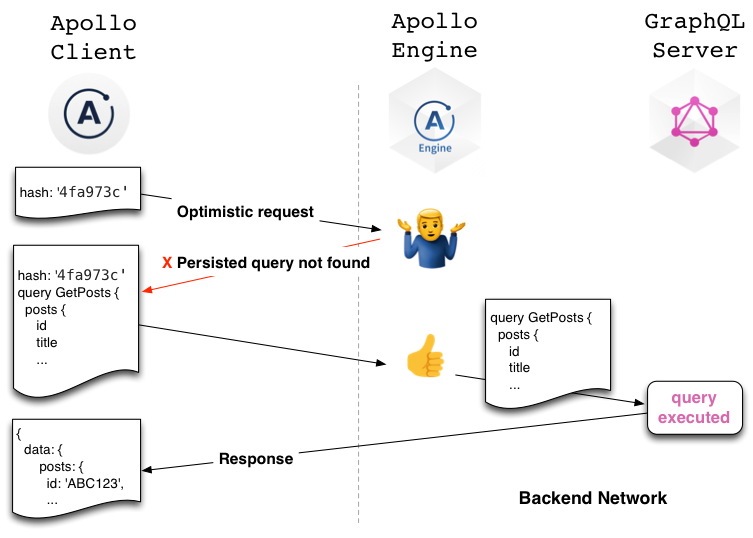 Apollo
Client
Apollo
Engine
GraphQL
Server
A
A
Engine
hash: '4fa973c'
Optimistic request
X Persisted query not found
hash: '4fa973c'
query GetPosts {
posts {
id
title
...
query GetPosts {
posts {
id
title
...
query
executed
{
data: {
posts: {
id: 'ABC123',
...
Response
Backend Network